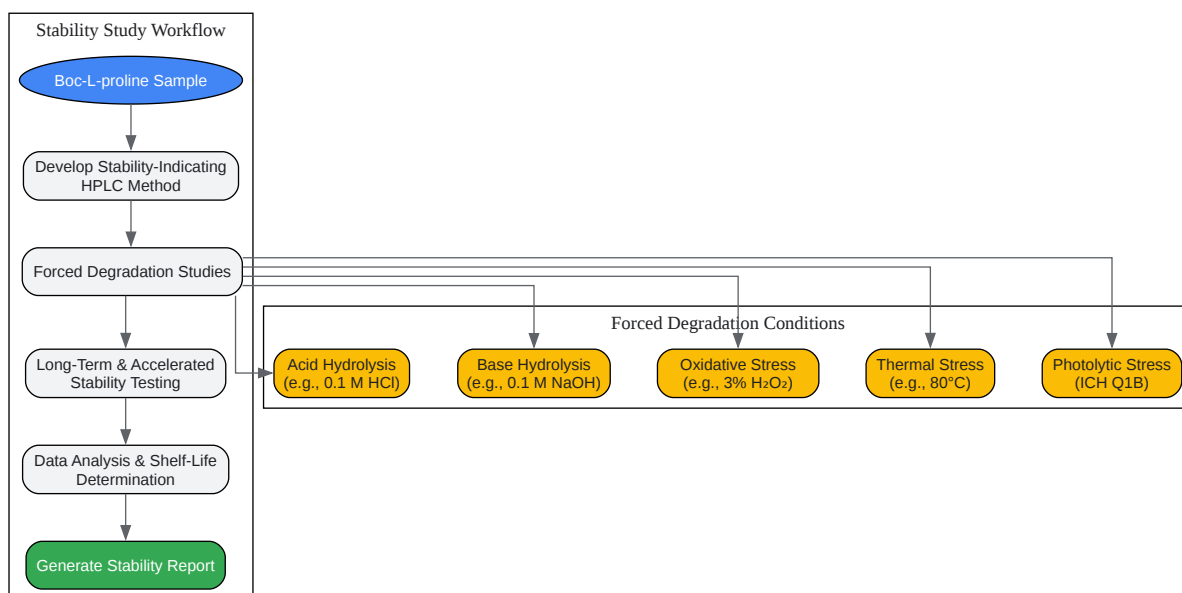 Stability Study Workflow
Boc-L-proline Sample
Develop Stability-Indicating
HPLC Method
Forced Degradation Studies
Long-Term & Accelerated
Stability Testing
Data Analysis & Shelf-Life
Determination
Generate Stability Report
Forced Degradation Conditions
Acid Hydrolysis
(e.g., 0.1 M HCl)
Base Hydrolysis
(e.g., 0.1 M NaOH)
Oxidative Stress
(e.g., 3% H₂O₂)
Thermal Stress
(e.g., 80°C)
Photolytic Stress
(ICH Q1B)